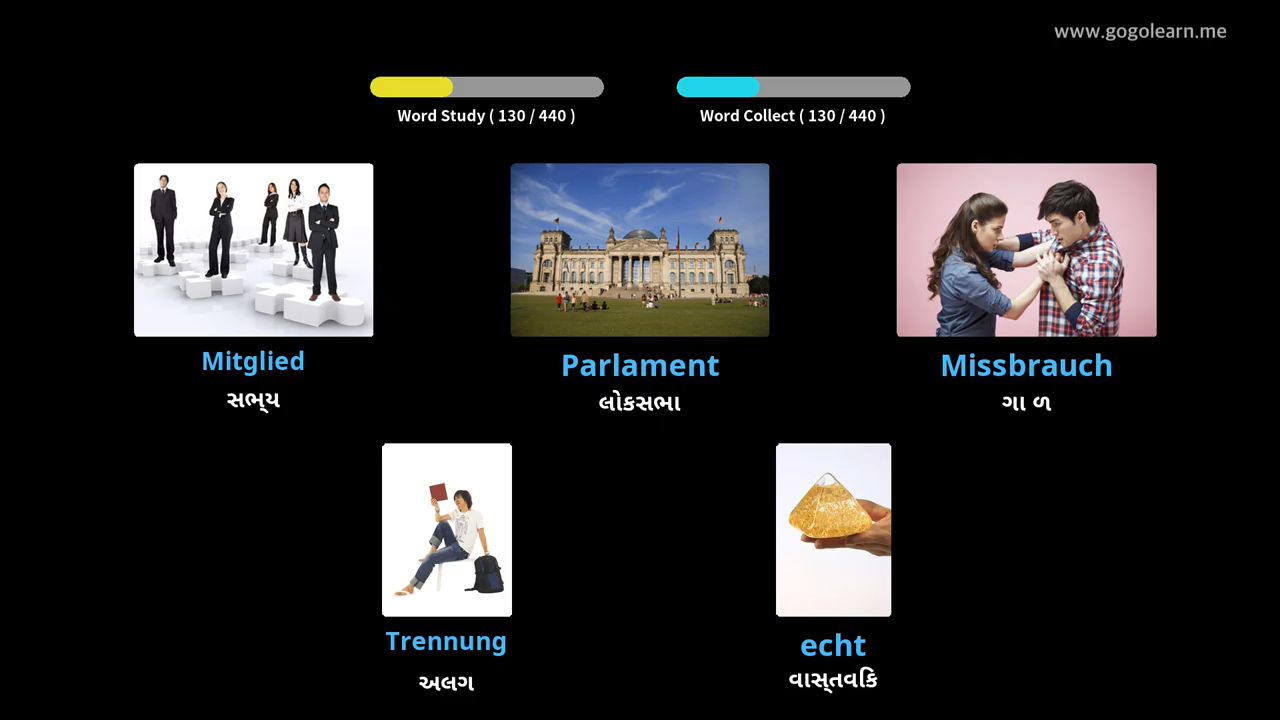 www.gogolearn.me
Word Study ( 130 / 440 )
Word Collect ( 130 / 440 )
Mitglied
સભ્ય
Parlament
લોકસભા
Missbrauch
ગા ળ
Trennung
અલગ
echt
વાસ્તવકિ